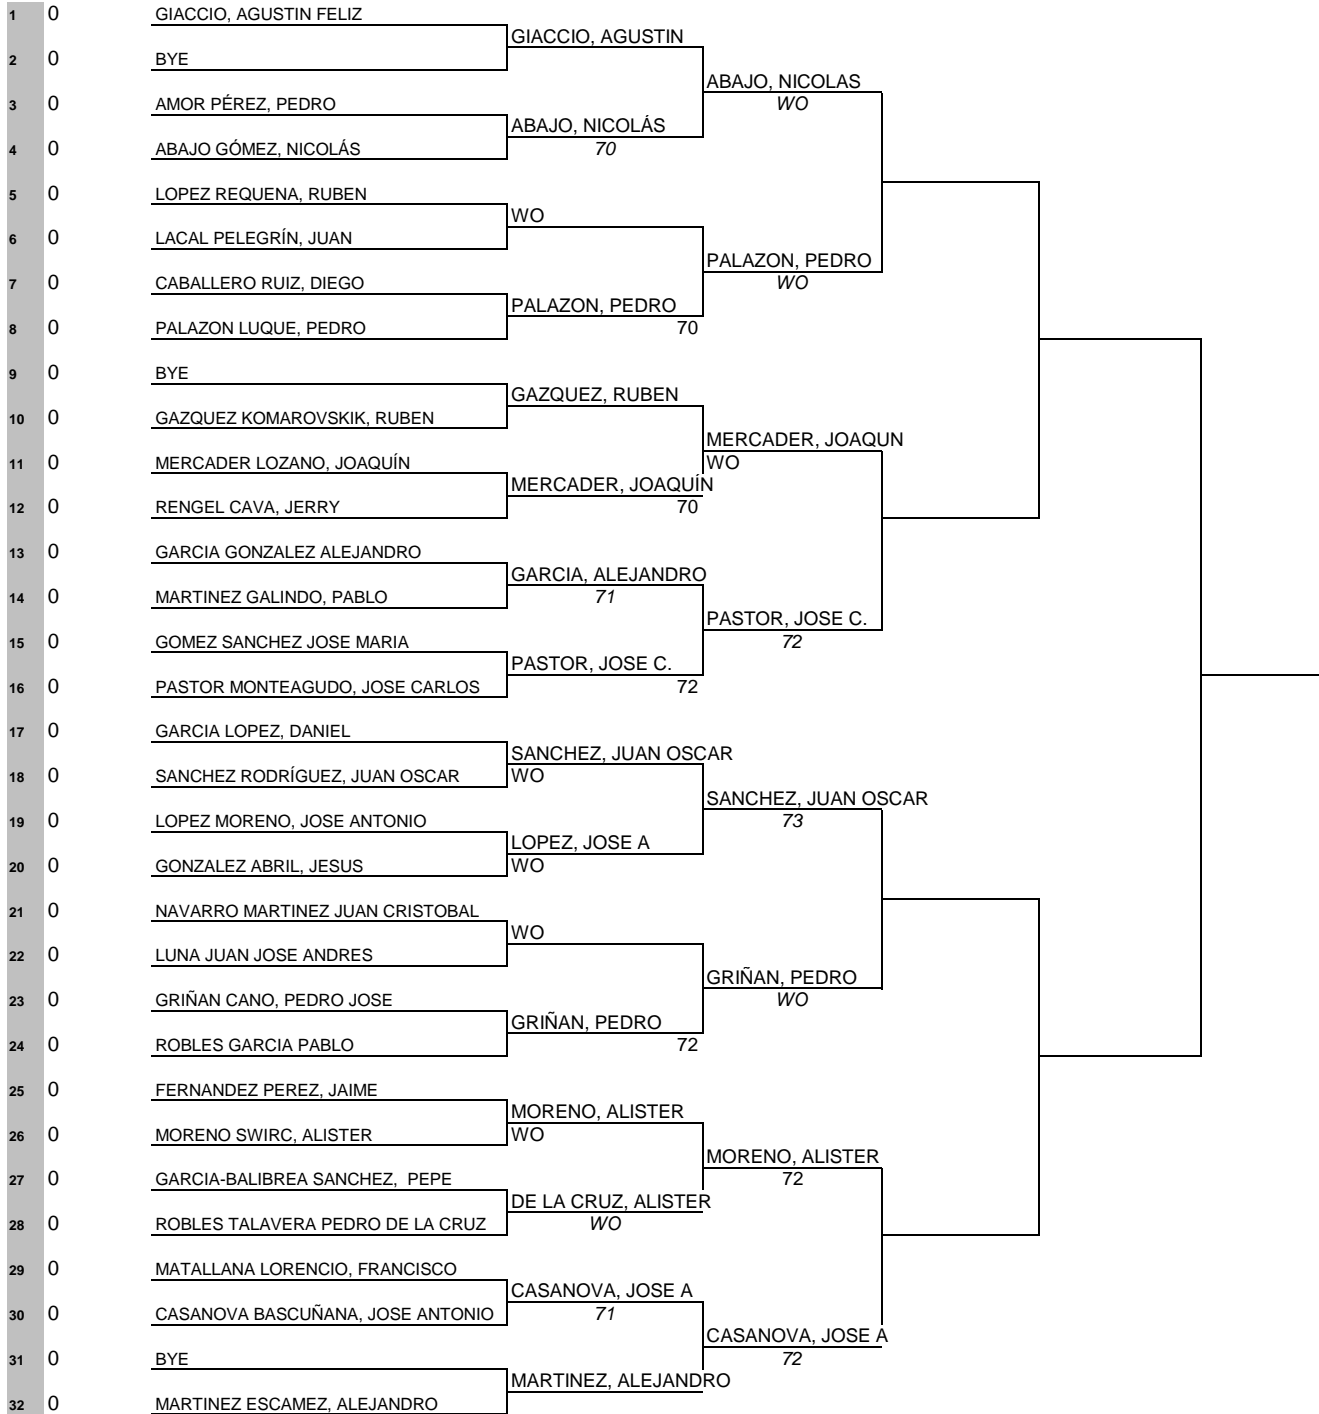 1 0 GIACCIO, AGUSTIN FELIZ
GIACCIO, AGUSTIN
2 0 BYE
ABAJO, NICOLAS
3 0 AMOR PÉREZ, PEDRO WO
ABAJO, NICOLÁS
4 0 ABAJO GÓMEZ, NICOLÁS 70
5 0 LOPEZ REQUENA, RUBEN
WO
6 0 LACAL PELEGRÍN, JUAN
PALAZON, PEDRO
7 0 CABALLERO RUIZ, DIEGO WO
PALAZON, PEDRO
8 0 PALAZON LUQUE, PEDRO 70
9 0 BYE
GAZQUEZ, RUBEN
10 0 GAZQUEZ KOMAROVSKIK, RUBEN
MERCADER, JOAQUN
11 0 MERCADER LOZANO, JOAQUÍN WO
MERCADER, JOAQUÍN
12 0 RENGEL CAVA, JERRY 70
13 0 GARCIA GONZALEZ ALEJANDRO
GARCIA, ALEJANDRO
14 0 MARTINEZ GALINDO, PABLO 71
PASTOR, JOSE C.
15 0 GOMEZ SANCHEZ JOSE MARIA 72
PASTOR, JOSE C.
16 0 PASTOR MONTEAGUDO, JOSE CARLOS 72
17 0 GARCIA LOPEZ, DANIEL
SANCHEZ, JUAN OSCAR
18 0 SANCHEZ RODRÍGUEZ, JUAN OSCAR WO
SANCHEZ, JUAN OSCAR
19 0 LOPEZ MORENO, JOSE ANTONIO 73
LOPEZ, JOSE A
20 0 GONZALEZ ABRIL, JESUS WO
21 0 NAVARRO MARTINEZ JUAN CRISTOBAL
WO
22 0 LUNA JUAN JOSE ANDRES
GRIÑAN, PEDRO
23 0 GRIÑAN CANO, PEDRO JOSE WO
GRIÑAN, PEDRO
24 0 ROBLES GARCIA PABLO 72
25 0 FERNANDEZ PEREZ, JAIME
MORENO, ALISTER
26 0 MORENO SWIRC, ALISTER WO
MORENO, ALISTER
27 0 GARCIA-BALIBREA SANCHEZ, PEPE 72
DE LA CRUZ, ALISTER
28 0 ROBLES TALAVERA PEDRO DE LA CRUZ WO
29 0 MATALLANA LORENCIO, FRANCISCO
CASANOVA, JOSE A
30 0 CASANOVA BASCUÑANA, JOSE ANTONIO 71
CASANOVA, JOSE A
31 0 BYE 72
MARTINEZ, ALEJANDRO
32 0 MARTINEZ ESCAMEZ, ALEJANDRO